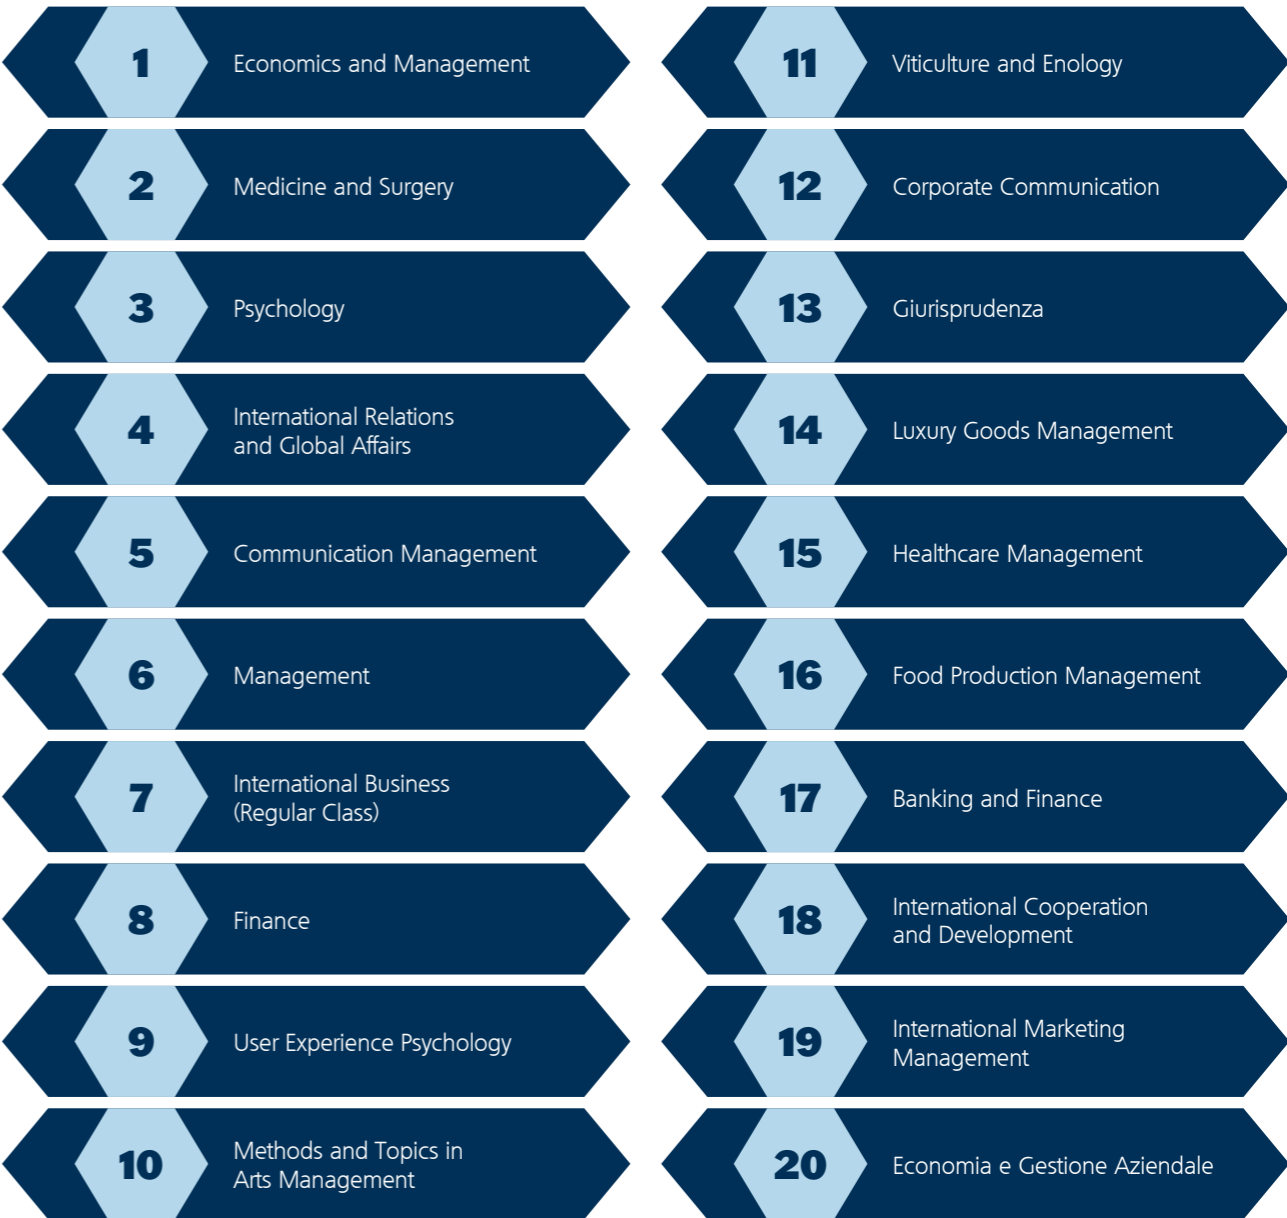 1
Economics and Management
2
Medicine and Surgery
3
Psychology
4
International Relations
and Global Affairs
5
Communication Management
6
Management
7
International Business
(Regular Class)
8
Finance
9
User Experience Psychology
10
Methods and Topics in
Arts Management
11
Viticulture and Enology
12
Corporate Communication
13
Giurisprudenza
14
Luxury Goods Management
15
Healthcare Management
16
Food Production Management
17
Banking and Finance
18
International Cooperation
and Development
19
International Marketing
Management
20
Economia e Gestione Aziendale